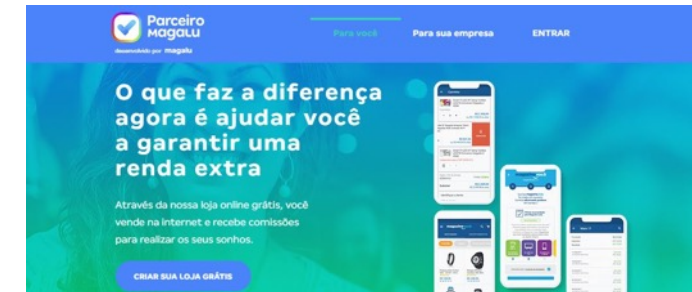 Parceiro
Magalu
desenvolvido por magalu
Para você
Para sua empresa
ENTRAR
O que faz a diferença
agora é ajudar você
a garantir uma
renda extra
Através da nossa loja online grátis, você
vende na internet e recebe comissões
para realizar os seus sonhos.
CRIAR SUA LOJA GRÁTIS